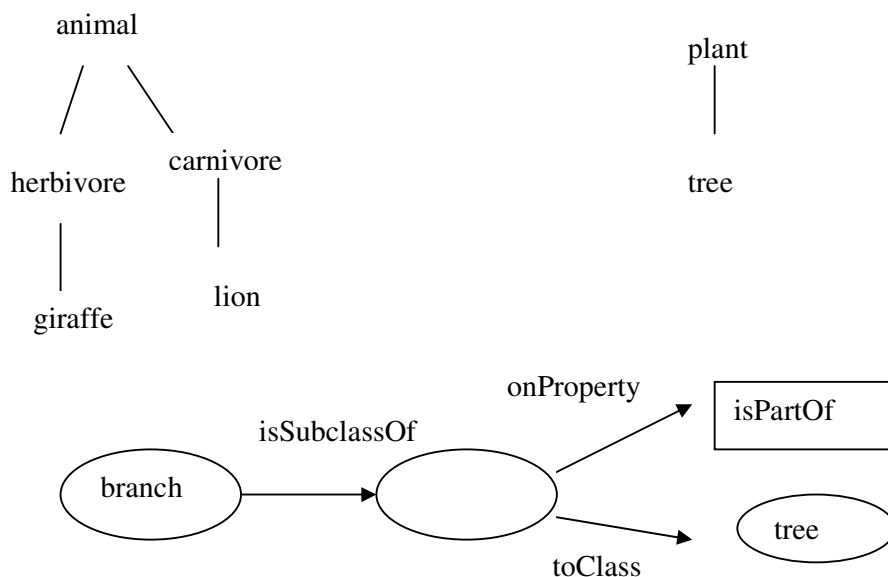 animal
plant
carnivore
herbivore
tree
lion
giraffe
onProperty
isPartOf
isSubclassOf
branch
tree
toClass